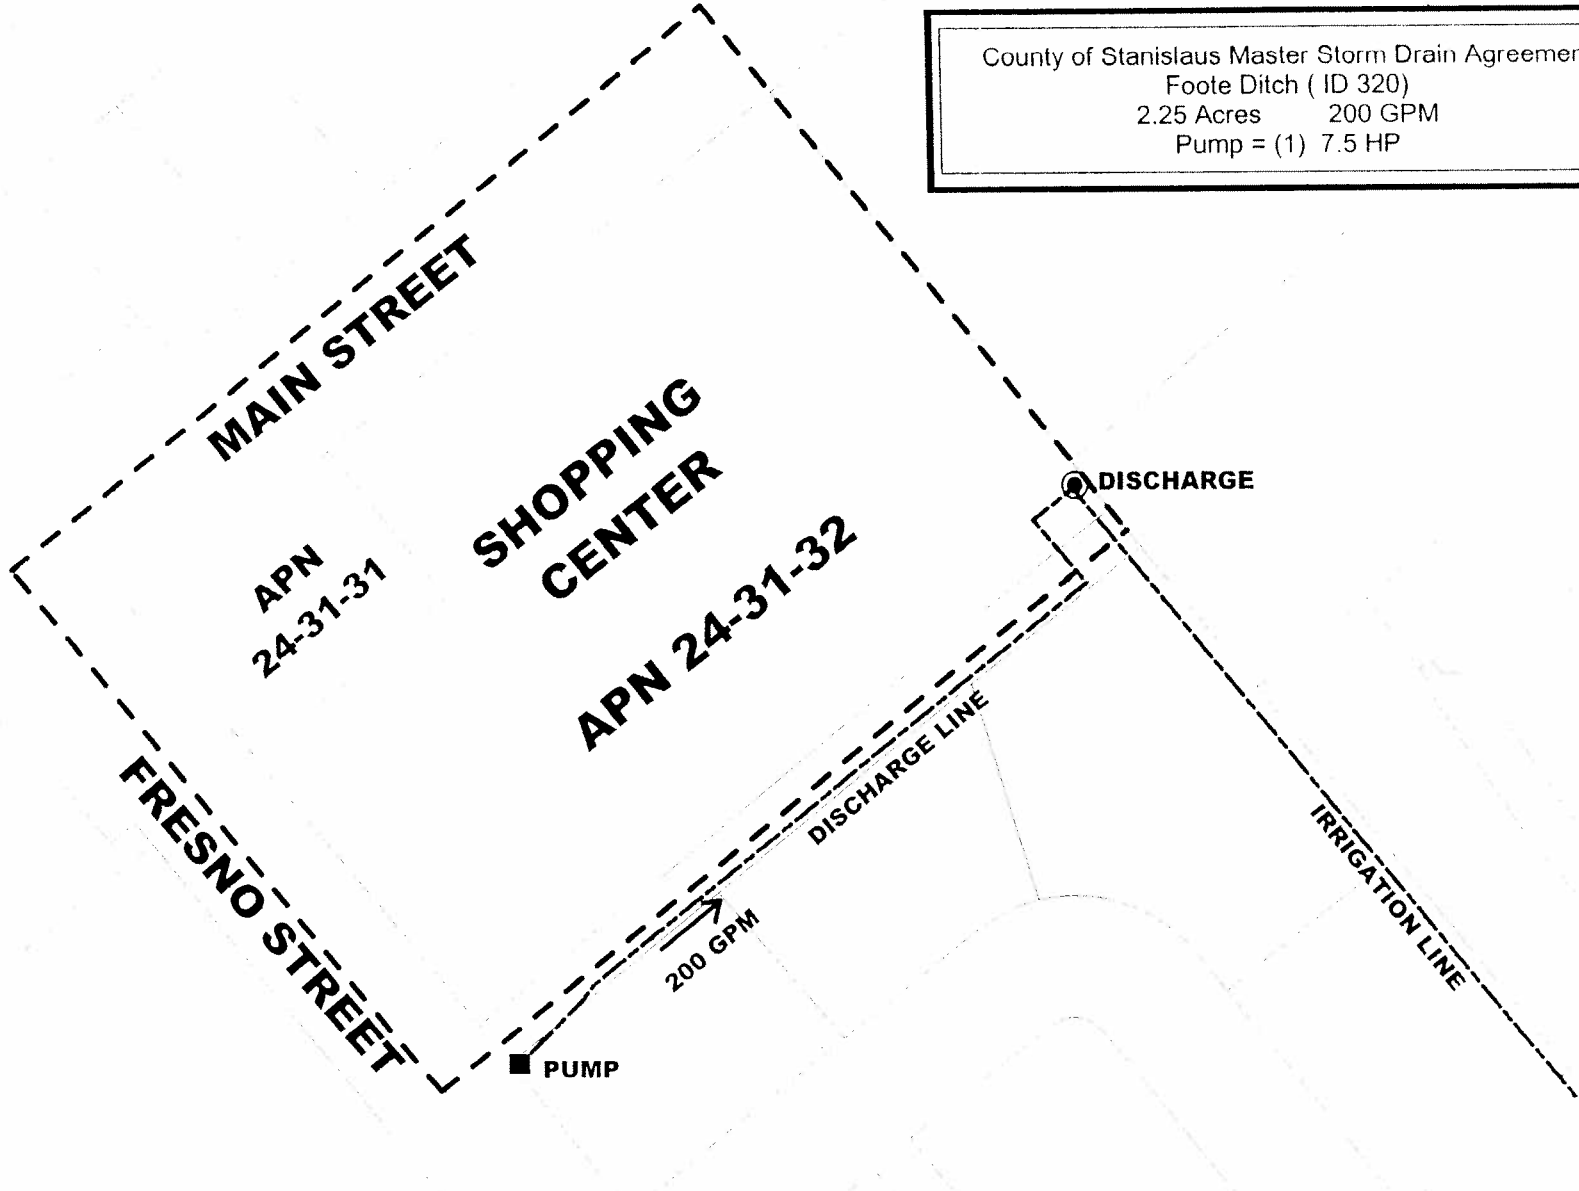 County of Stanislaus Master Storm Drain Agreemen
Foote Ditch ( ID 320)
2.25 Acres 200 GPM
Pump = (1) 7.5 HP
MAIN STREET
SHOPPING
CENTER
APN 24-31-32
APN
24-31-31
FRESNO STREET
DISCHARGE
DISCHARGE LINE
IRRIGATION LINE
200 GPM
PUMP